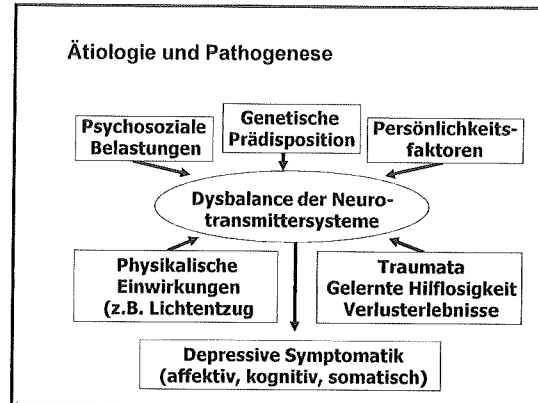 Ätiologie und Pathogenese
Psychosoziale
Belastungen
Genetische
Prädisposition
Persönlichkeits-
faktoren
Dysbalance der Neuro-
transmittersysteme
Physikalische
Einwirkungen
(z.B. Lichtentzug
Traumata
Gelernte Hilflosigkeit
Verlusterlebnisse
Depressive Symptomatik
(affektiv, kognitiv, somatisch)